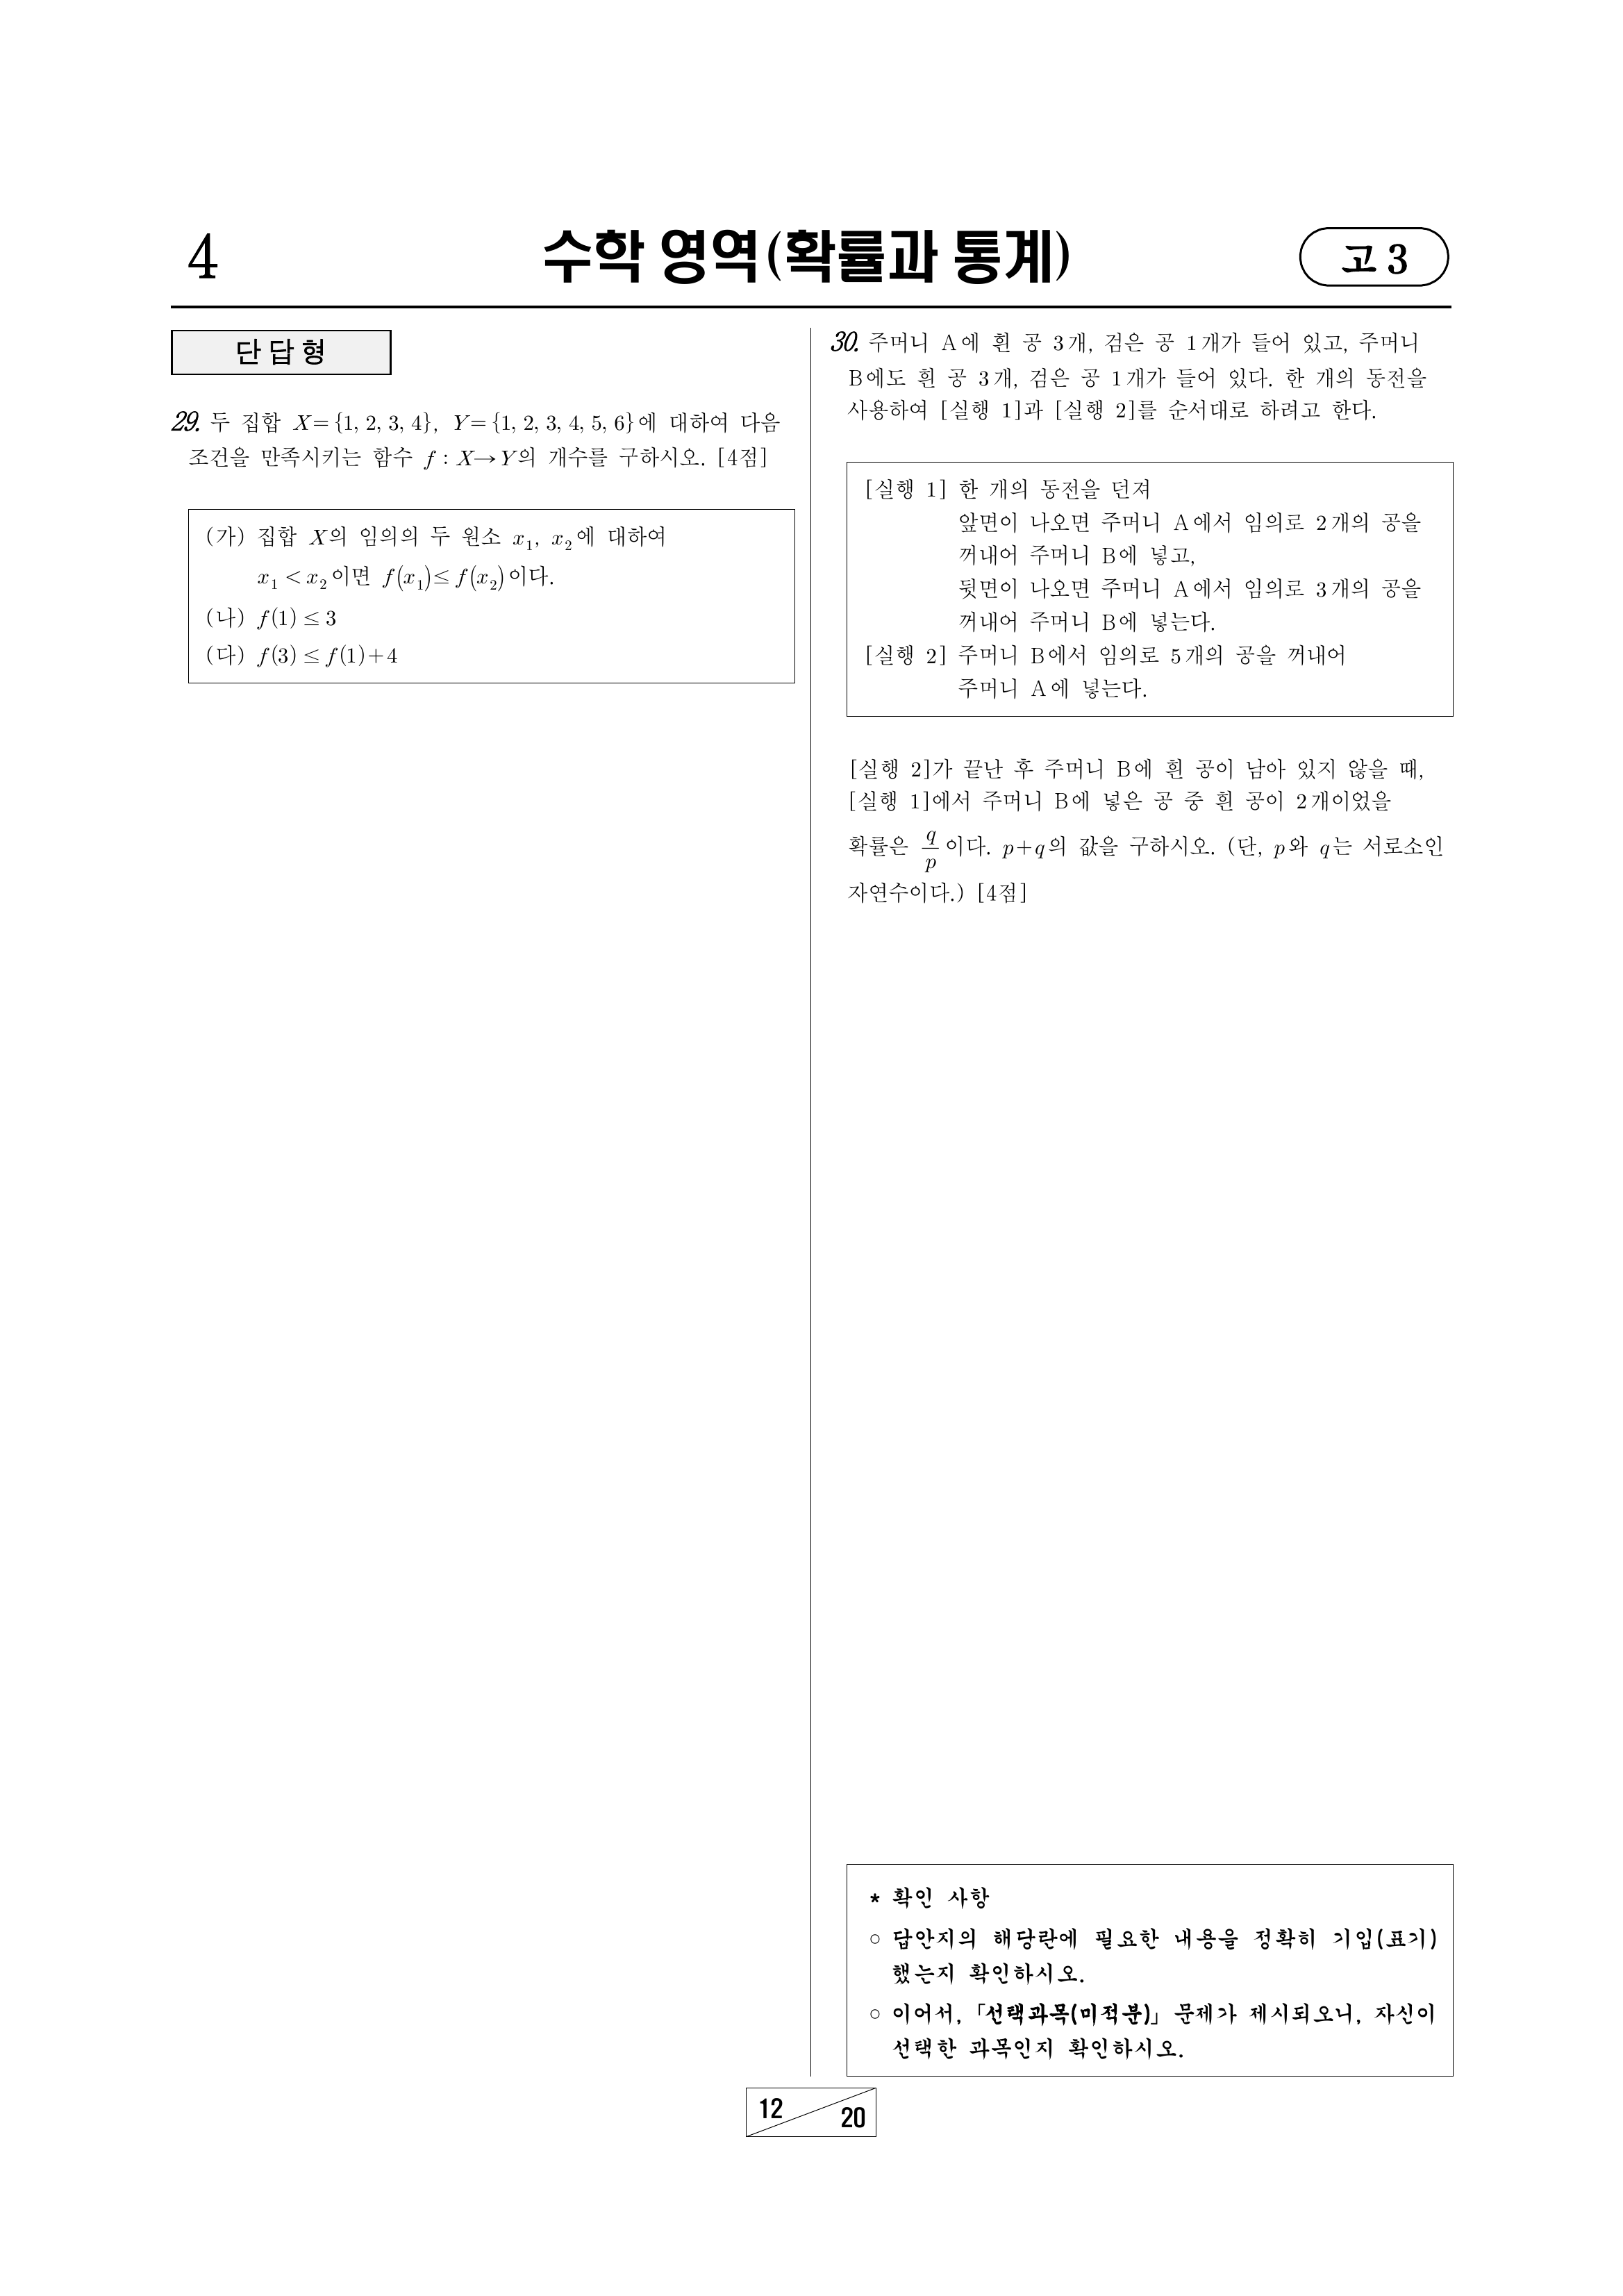 4
수학 영역(확률과 통계)
고 3
단답형
29. 두 집합 X={1, 2, 3, 4}, Y={1, 2, 3, 4, 5, 6}에 대하여 다음
조건을 만족시키는 함수 f : X→Y의 개수를 구하시오. [4점]
(가) 집합 X의 임의의 두 원소 x₁, x₂에 대하여
x₁ < x₂이면 f(x₁)≤f(x₂)이다.
(나) f(1) ≤ 3
(다) f(3) ≤ f(1)+4
30. 주머니 A에 흰 공 3개, 검은 공 1개가 들어 있고, 주머니
B에도 흰 공 3개, 검은 공 1개가 들어 있다. 한 개의 동전을
사용하여 [실행 1]과 [실행 2]를 순서대로 하려고 한다.
[실행 1] 한 개의 동전을 던져
앞면이 나오면 주머니 A에서 임의로 2개의 공을
꺼내어 주머니 B에 넣고,
뒷면이 나오면 주머니 A에서 임의로 3개의 공을
꺼내어 주머니 B에 넣는다.
[실행 2] 주머니 B에서 임의로 5개의 공을 꺼내어
주머니 A에 넣는다.
[실행 2]가 끝난 후 주머니 B에 흰 공이 남아 있지 않을 때,
[실행 1]에서 주머니 B에 넣은 공 중 흰 공이 2개이었을
확률은 q/p이다. p+q의 값을 구하시오. (단, p와 q는 서로소인
자연수이다.) [4점]
* 확인 사항
○ 답안지의 해당란에 필요한 내용을 정확히 기입(표기)
했는지 확인하시오.
○ 이어서, 「선택과목(미적분)」 문제가 제시되오니, 자신이
선택한 과목인지 확인하시오.
12
20